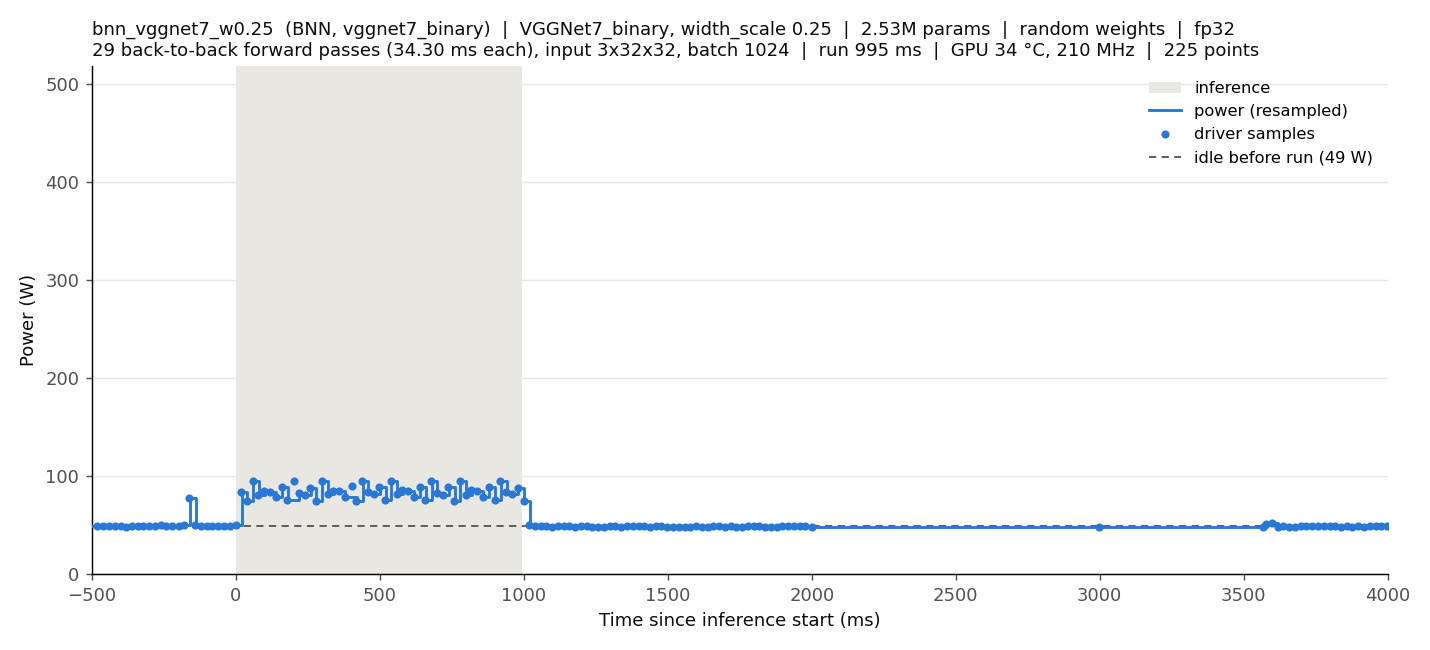 bnn_vggnet7_w0.25  (BNN, vggnet7_binary)  |  VGGNet7_binary, width_scale 0.25  |  2.53M params  |  random weights  |  fp32
29 back-to-back forward passes (34.30 ms each), input 3x32x32, batch 1024  |  run 995 ms  |  GPU 34 °C, 210 MHz  |  225 points
inference
power (resampled)
driver samples
idle before run (49 W)
Power (W)
500
400
300
200
100
0
−500
0
500
1000
1500
2000
2500
3000
3500
4000
Time since inference start (ms)